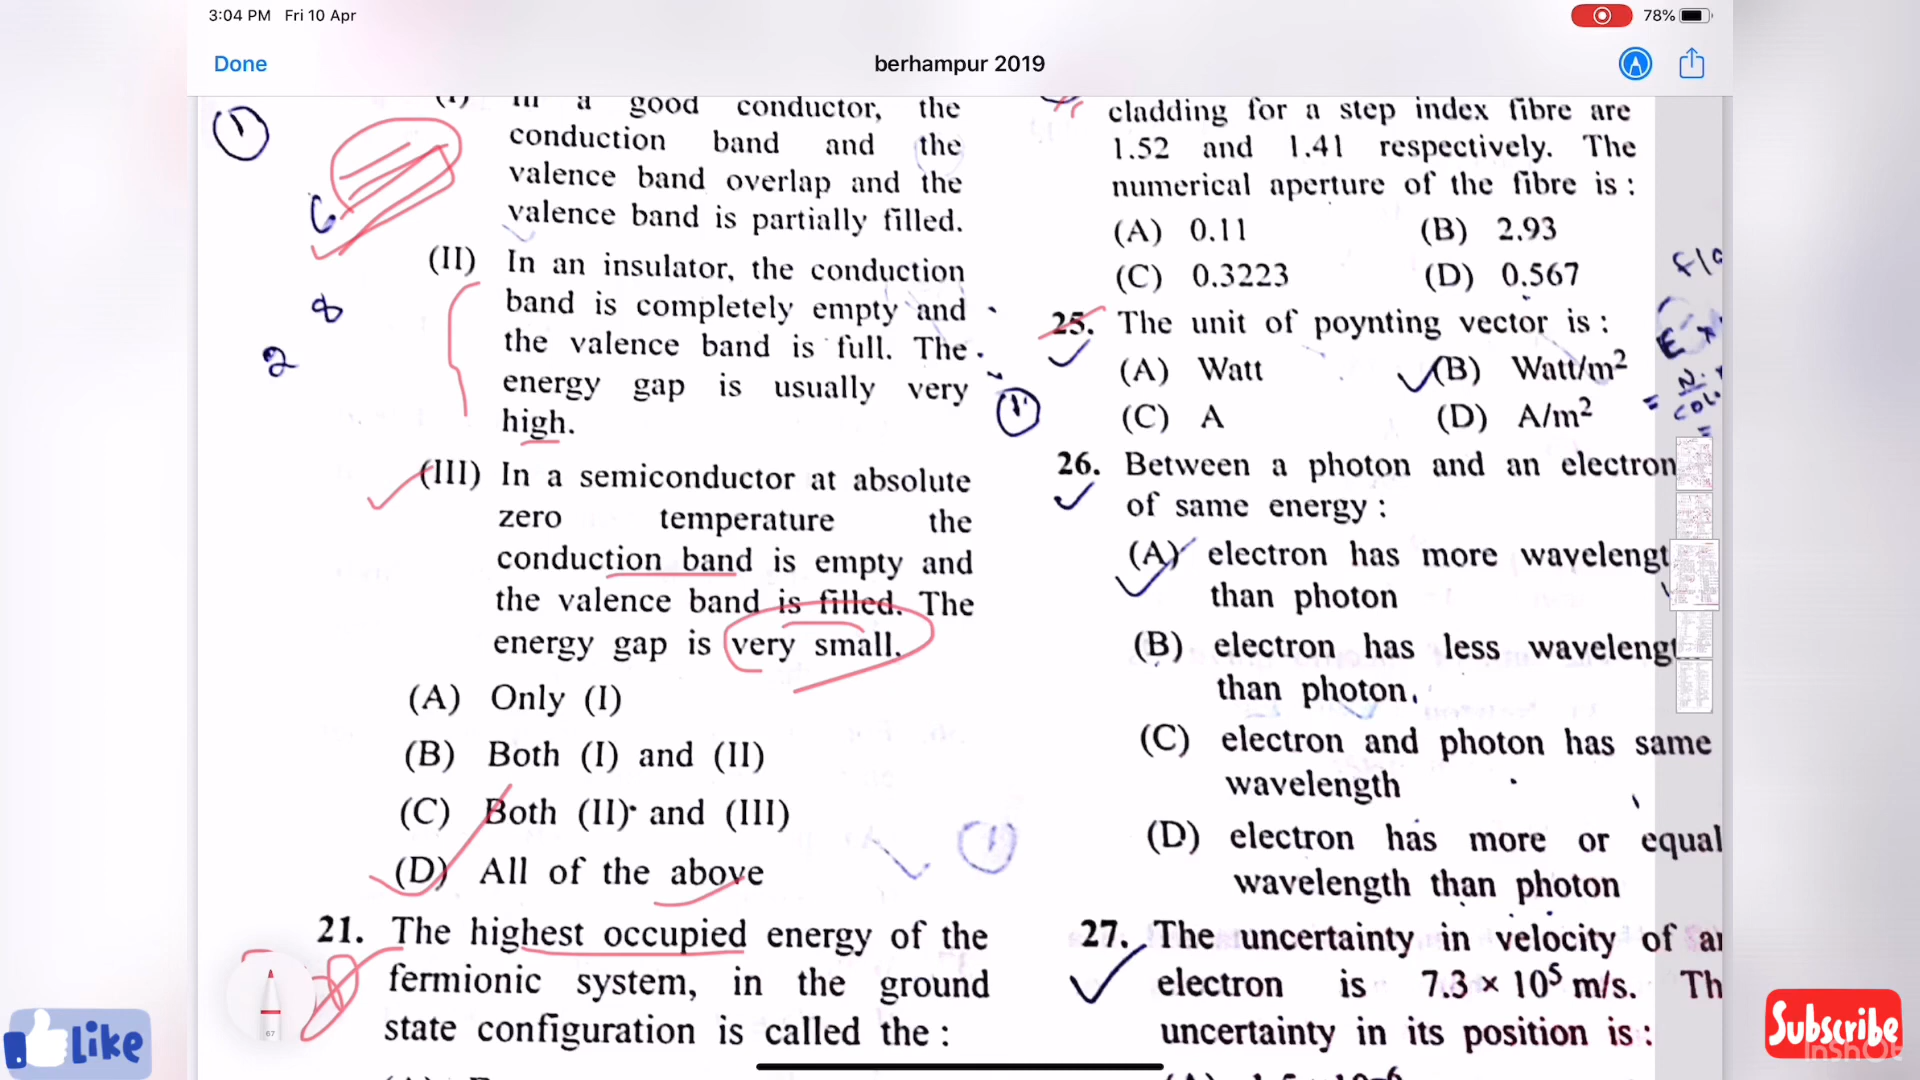 3:04 PM Fri 10 Apr
78%
Done
berhampur 2019
in a good conductor, the
conduction band and the
valence band overlap and the
valence band is partially filled.
(II) In an insulator, the conduction
band is completely empty and
the valence band is full. The
energy gap is usually very
high.
(III) In a semiconductor at absolute
zero temperature the
conduction band is empty and
the valence band is filled. The
energy gap is very small.
(A) Only (I)
(B) Both (I) and (II)
(C) Both (II) and (III)
(D) All of the above
21. The highest occupied energy of the
fermionic system, in the ground
state configuration is called the :
cladding for a step index fibre are
1.52 and 1.41 respectively. The
numerical aperture of the fibre is :
(A) 0.11 (B) 2.93
(C) 0.3223 (D) 0.567
25. The unit of poynting vector is :
(A) Watt (B) Watt/m²
(C) A (D) A/m²
26. Between a photon and an electron
of same energy :
(A) electron has more wavelengt
than photon
(B) electron has less wavelengt
than photon.
(C) electron and photon has same
wavelength
(D) electron has more or equal
wavelength than photon
27. The uncertainty in velocity of an
electron is 7.3 × 10⁵ m/s. Th
uncertainty in its position is :
8
2
67
Like
Subscribe
InShOt